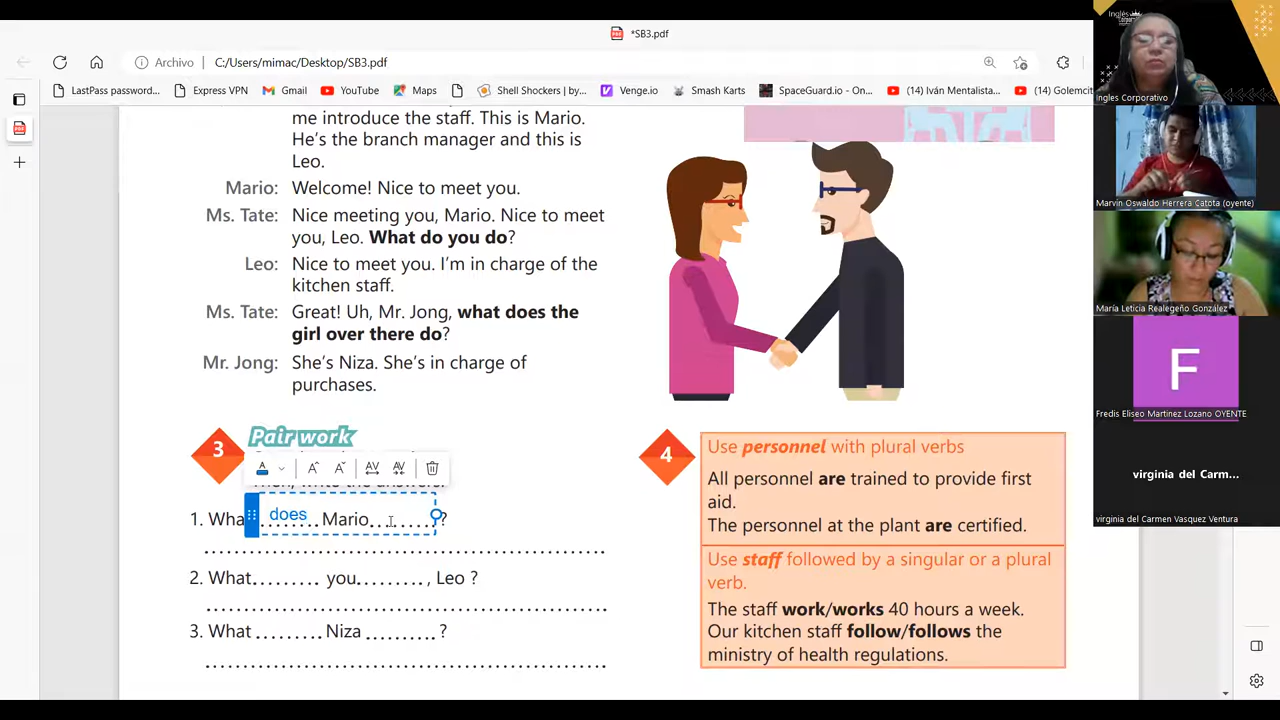 *SB3.pdf
Archivo C:/Users/mimac/Desktop/SB3.pdf
LastPass password... Express VPN Gmail YouTube Maps Shell Shockers | by... Venge.io Smash Karts SpaceGuard.io - On... (14) Iván Mentalista... (14) Golemcit
me introduce the staff. This is Mario.
He's the branch manager and this is
Leo.
Mario: Welcome! Nice to meet you.
Ms. Tate: Nice meeting you, Mario. Nice to meet
you, Leo. What do you do?
Leo: Nice to meet you. I'm in charge of the
kitchen staff.
Ms. Tate: Great! Uh, Mr. Jong, what does the
girl over there do?
Mr. Jong: She's Niza. She's in charge of
purchases.
3 Pair work
1. Wha does Mario.........?
2. What......... you........., Leo ?
3. What ......... Niza ..........?
4 Use personnel with plural verbs
All personnel are trained to provide first
aid.
The personnel at the plant are certified.
Use staff followed by a singular or a plural
verb.
The staff work/works 40 hours a week.
Our kitchen staff follow/follows the
ministry of health regulations.
Inglés
Corporativo
Ingles Corporativo
Marvin Oswaldo Herrera Catota (oyente)
María Leticia Realegeño González
F
Fredis Eliseo Martinez Lozano OYENTE
virginia del Carm...
virginia del Carmen Vasquez Ventura